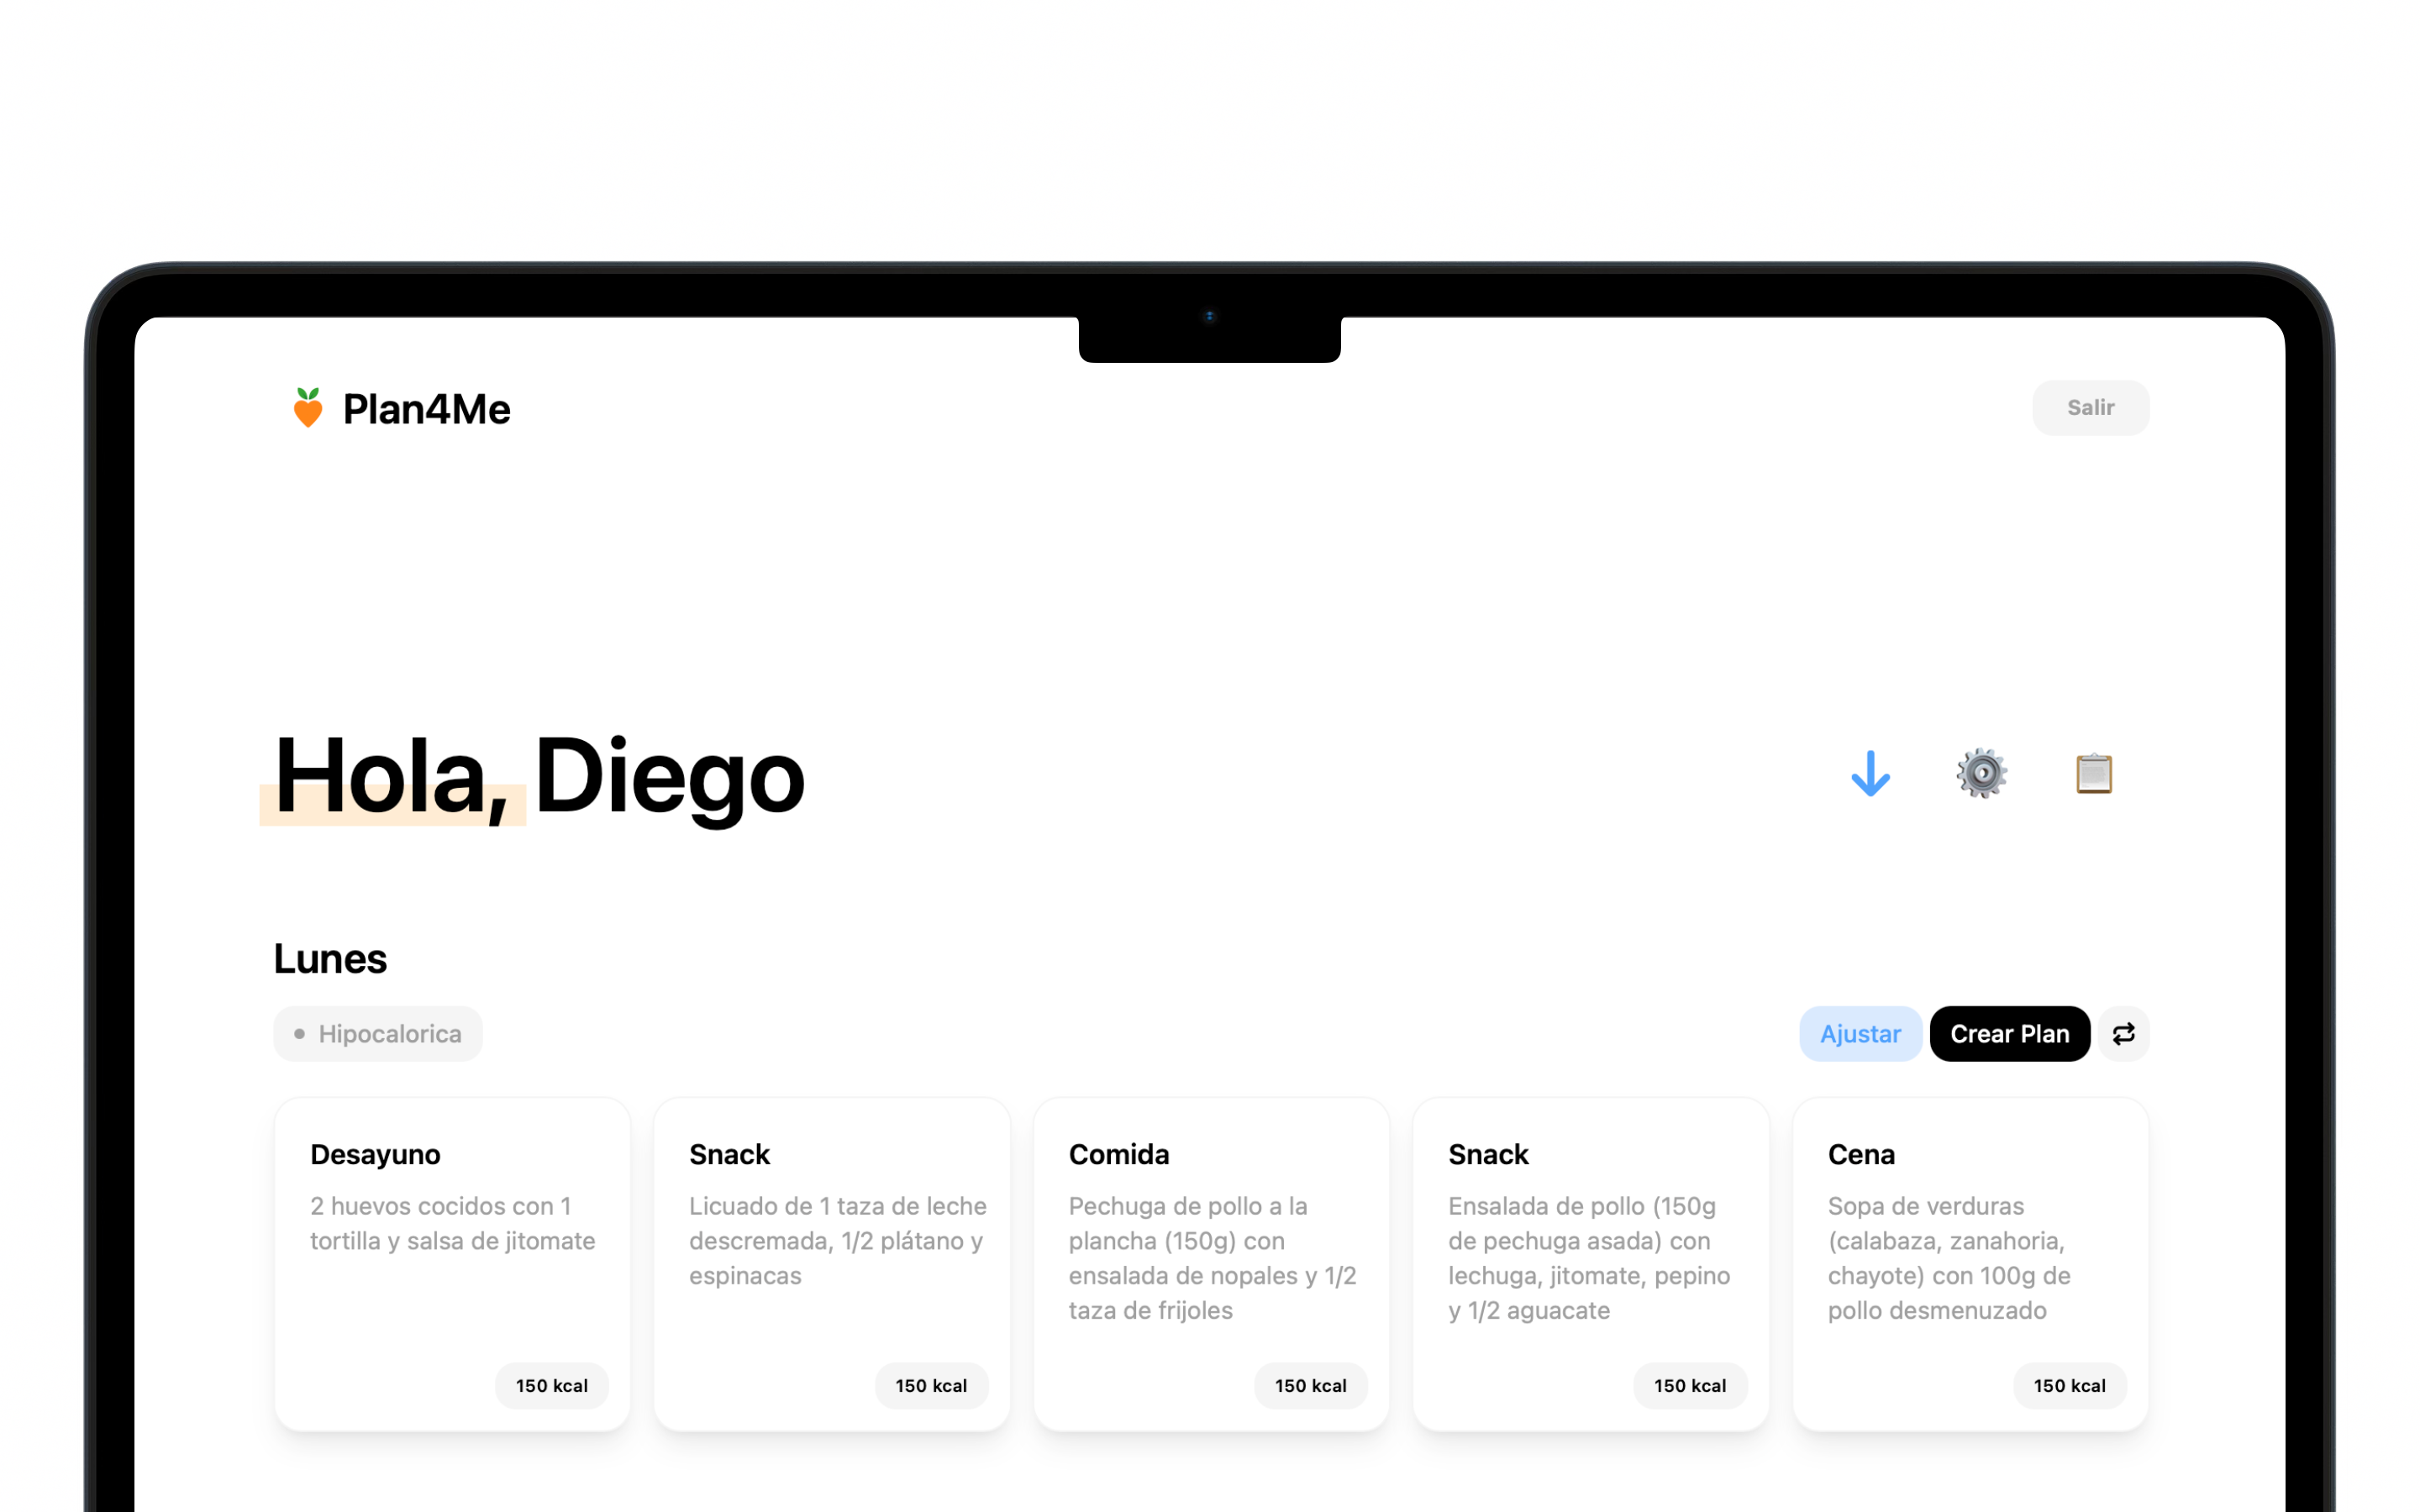 Plan4Me
Salir
Hola, Diego
Lunes
Hipocalorica
Ajustar
Crear Plan
Desayuno
2 huevos cocidos con 1
tortilla y salsa de jitomate
150 kcal
Snack
Licuado de 1 taza de leche
descremada, 1/2 plátano y
espinacas
150 kcal
Comida
Pechuga de pollo a la
plancha (150g) con
ensalada de nopales y 1/2
taza de frijoles
150 kcal
Snack
Ensalada de pollo (150g
de pechuga asada) con
lechuga, jitomate, pepino
y 1/2 aguacate
150 kcal
Cena
Sopa de verduras
(calabaza, zanahoria,
chayote) con 100g de
pollo desmenuzado
150 kcal